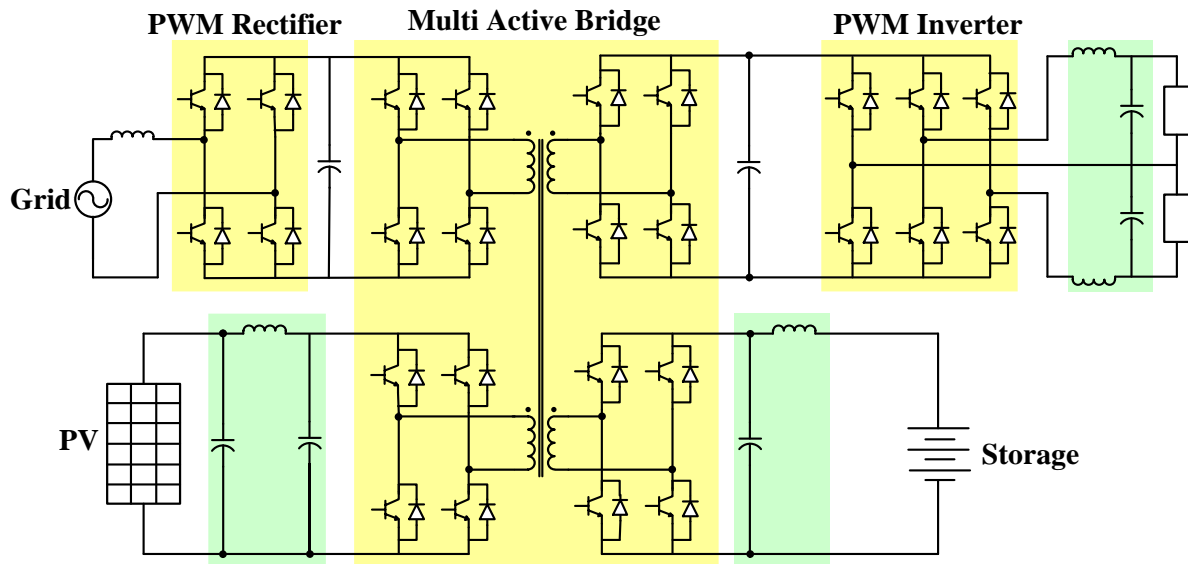 PWM Rectifier
Multi Active Bridge
PWM Inverter
Grid
PV
Storage